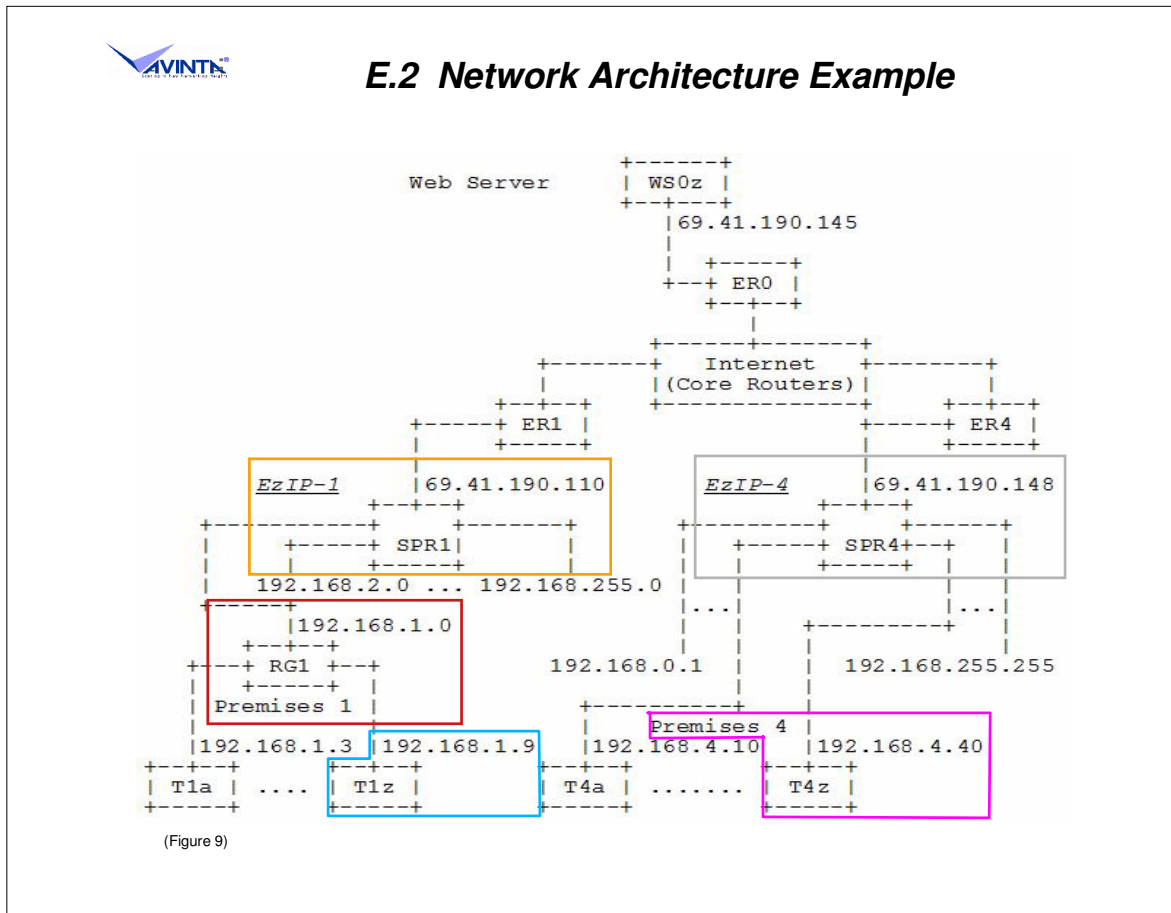 AVINTA®
E.2 Network Architecture Example
Web Server
WS0z
69.41.190.145
ER0
Internet
(Core Routers)
ER1
ER4
EzIP-1
69.41.190.110
EzIP-4
69.41.190.148
SPR1
SPR4
192.168.2.0 ... 192.168.255.0
192.168.1.0
...
...
RG1
192.168.0.1
192.168.255.255
Premises 1
Premises 4
192.168.1.3
192.168.1.9
192.168.4.10
192.168.4.40
T1a
....
T1z
T4a
.......
T4z
(Figure 9)